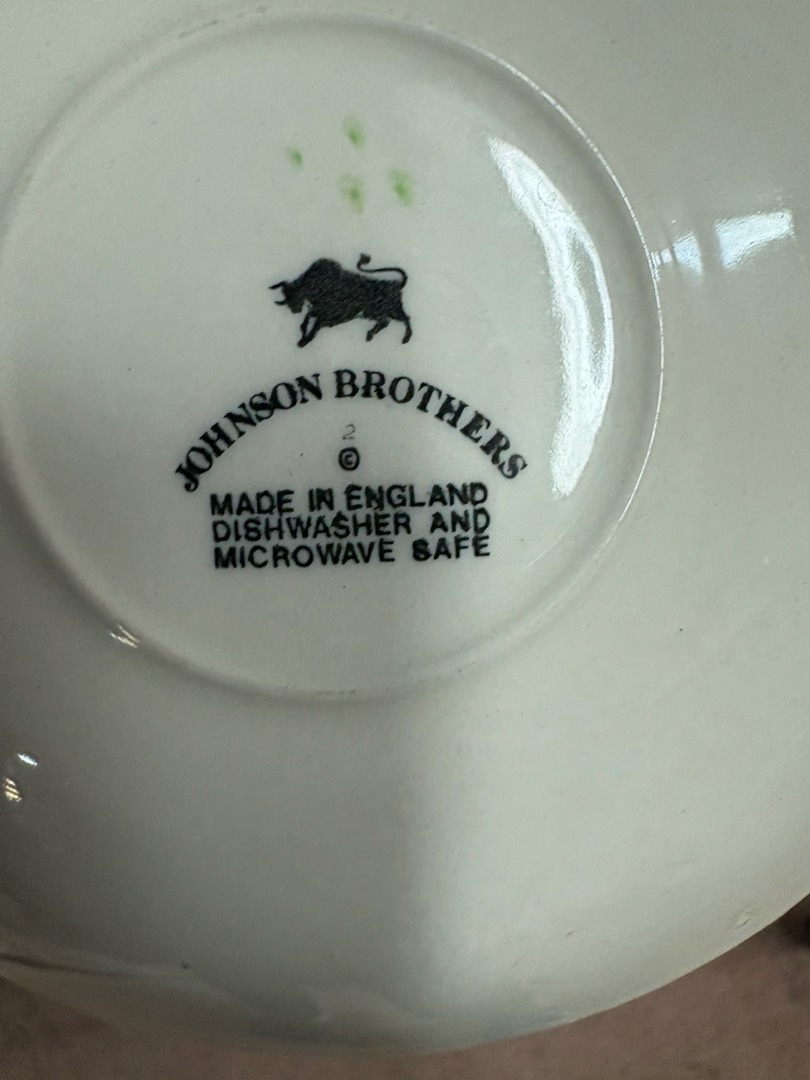 JOHNSON BROTHERS
2
©
MADE IN ENGLAND
DISHWASHER AND
MICROWAVE SAFE